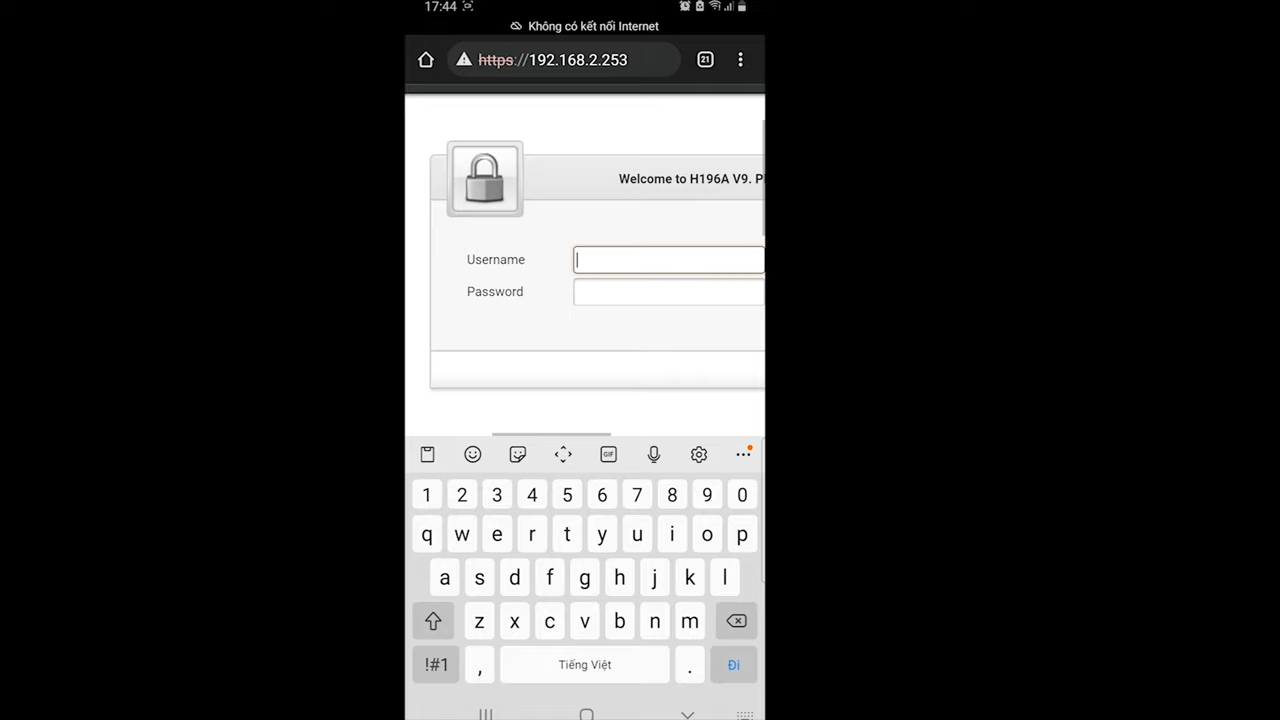 17:44
Không có kết nối Internet
https://192.168.2.253
21
Welcome to H196A V9. P
Username
Password
GIF
1 2 3 4 5 6 7 8 9 0
q w e r t y u i o p
a s d f g h j k l
z x c v b n m
!#1 , Tiếng Việt . Đi